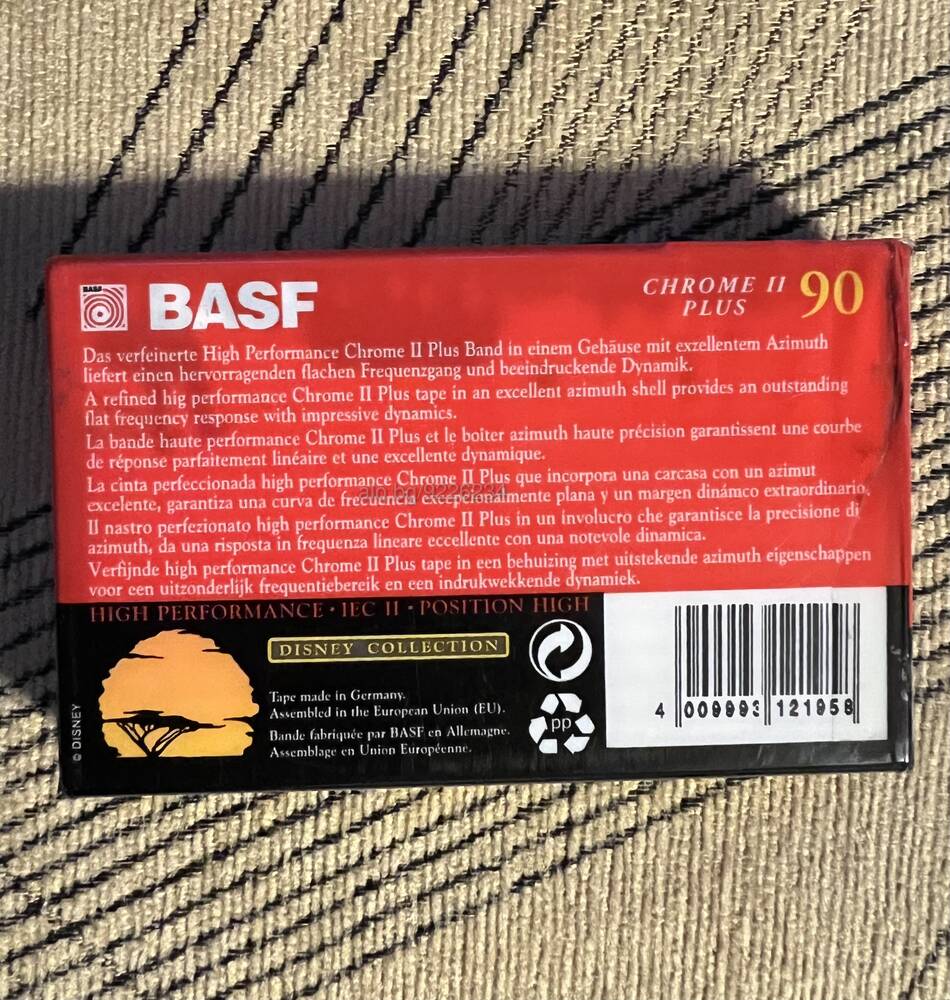 BASF
BASF
CHROME II
PLUS
90
Das verfeinerte High Performance Chrome II Plus Band in einem Gehäuse mit exzellentem Azimuth
liefert einen hervorragenden flachen Frequenzgang und beeindruckende Dynamik.
A refined hig performance Chrome II Plus tape in an excellent azimuth shell provides an outstanding
flat frequency response with impressive dynamics.
La bande haute performance Chrome II Plus et le boîter azimuth haute précision garantissent une courbe
de réponse parfaitement linéaire et une excellente dynamique.
La cinta perfeccionada high performance Chrome II Plus que incorpora una carcasa con un azimut
excelente, garantiza una curva de frecuencia excepcionalmente plana y un margen dinámco extraordinario.
Il nastro perfezionato high performance Chrome II Plus in un involucro che garantisce la precisione di
azimuth, da una risposta in frequenza lineare eccellente con una notevole dinamica.
Verfijnde high performance Chrome II Plus tape in een behuizing met uitstekende azimuth eigenschappen
voor een uitzonderlijk frequentiebereik en een indrukwekkende dynamiek.
HIGH PERFORMANCE • IEC II • POSITION HIGH
DISNEY COLLECTION
Tape made in Germany.
Assembled in the European Union (EU).
Bande fabriquée par BASF en Allemagne.
Assemblage en Union Européenne.
© DISNEY
PP
4 009993 121958